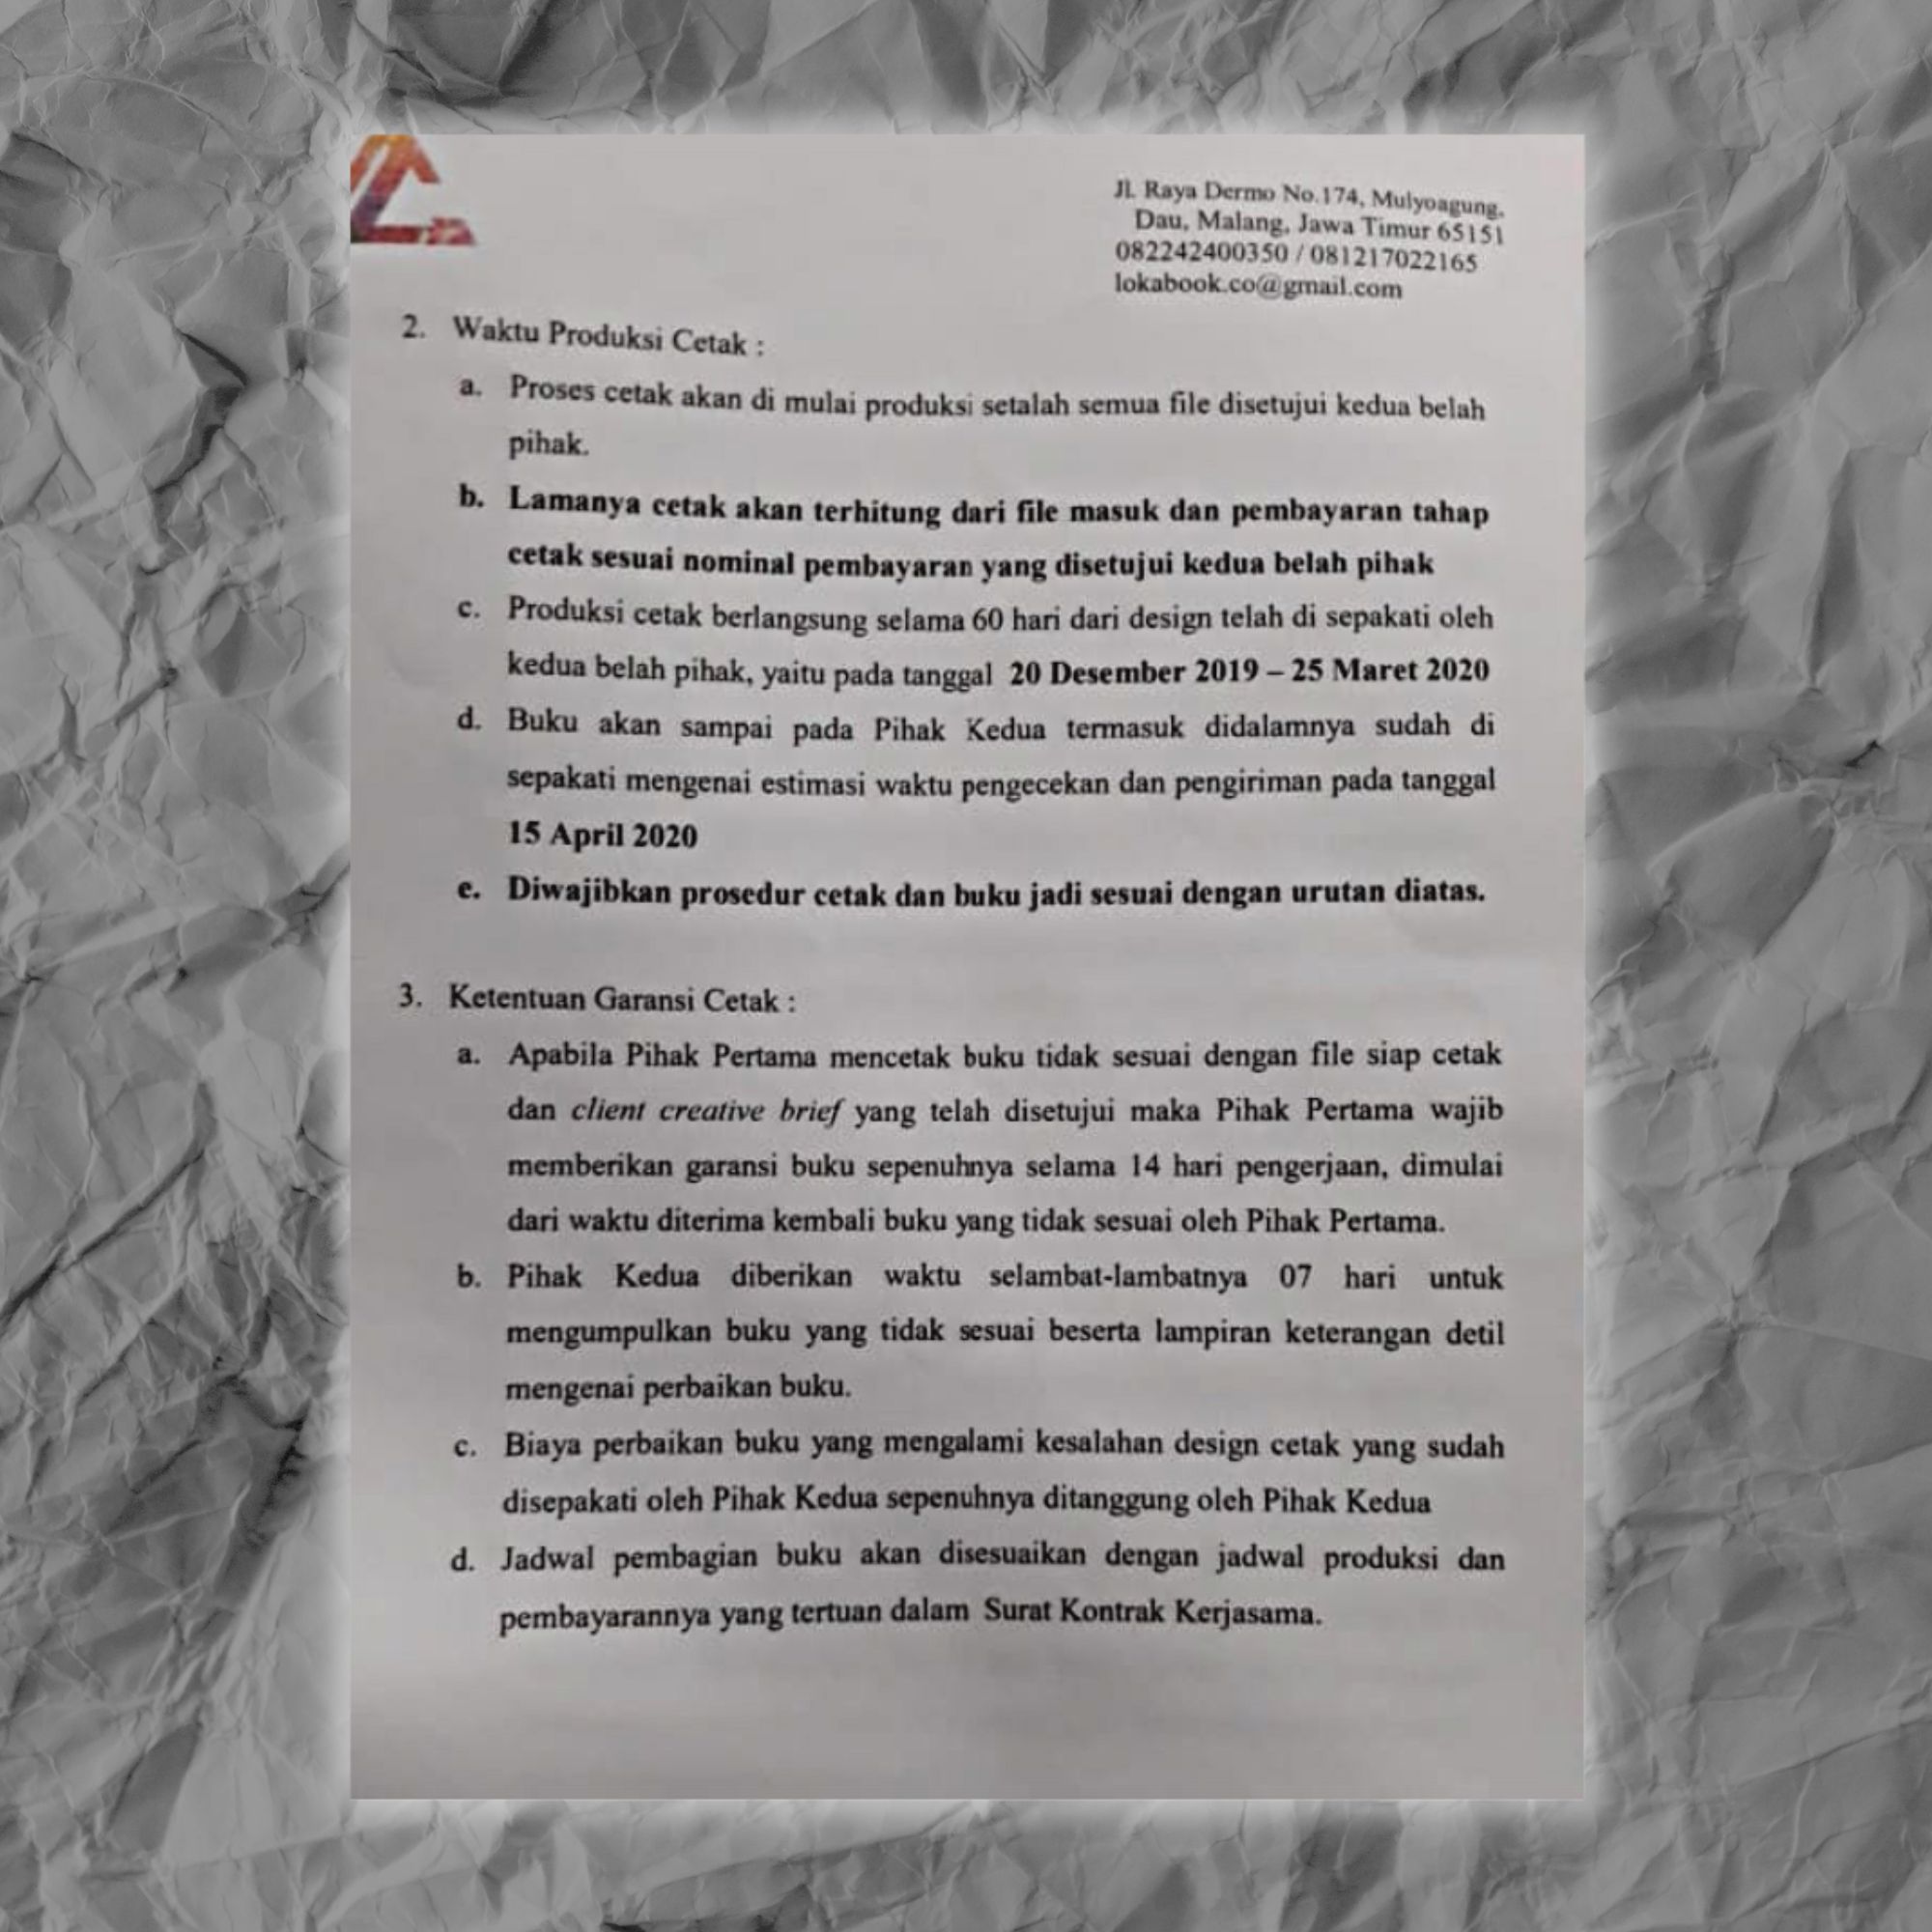 Jl. Raya Dermo No.174, Mulyoagung,
Dau, Malang, Jawa Timur 65151
082242400350 / 081217022165
lokabook.co@gmail.com
2. Waktu Produksi Cetak :
a. Proses cetak akan di mulai produksi setalah semua file disetujui kedua belah
pihak.
b. Lamanya cetak akan terhitung dari file masuk dan pembayaran tahap
cetak sesuai nominal pembayaran yang disetujui kedua belah pihak
c. Produksi cetak berlangsung selama 60 hari dari design telah di sepakati oleh
kedua belah pihak, yaitu pada tanggal 20 Desember 2019 – 25 Maret 2020
d. Buku akan sampai pada Pihak Kedua termasuk didalamnya sudah di
sepakati mengenai estimasi waktu pengecekan dan pengiriman pada tanggal
15 April 2020
e. Diwajibkan prosedur cetak dan buku jadi sesuai dengan urutan diatas.
3. Ketentuan Garansi Cetak :
a. Apabila Pihak Pertama mencetak buku tidak sesuai dengan file siap cetak
dan client creative brief yang telah disetujui maka Pihak Pertama wajib
memberikan garansi buku sepenuhnya selama 14 hari pengerjaan, dimulai
dari waktu diterima kembali buku yang tidak sesuai oleh Pihak Pertama.
b. Pihak Kedua diberikan waktu selambat-lambatnya 07 hari untuk
mengumpulkan buku yang tidak sesuai beserta lampiran keterangan detil
mengenai perbaikan buku.
c. Biaya perbaikan buku yang mengalami kesalahan design cetak yang sudah
disepakati oleh Pihak Kedua sepenuhnya ditanggung oleh Pihak Kedua
d. Jadwal pembagian buku akan disesuaikan dengan jadwal produksi dan
pembayarannya yang tertuan dalam Surat Kontrak Kerjasama.